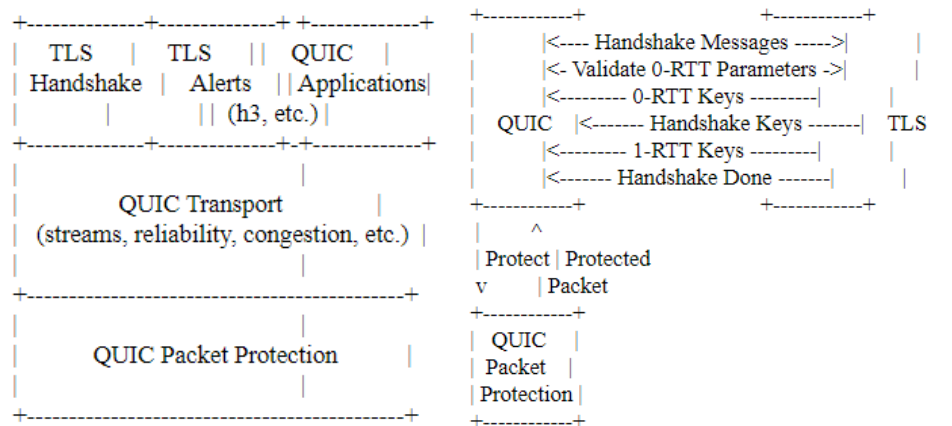 +--------------+--------------+ +-------------+
| TLS | TLS || QUIC |
| Handshake | Alerts || Applications|
| | || (h3, etc.) |
+--------------+--------------+-+-------------+
| |
| QUIC Transport |
| (streams, reliability, congestion, etc.) |
| |
+---------------------------------------------+
| |
| QUIC Packet Protection |
| |
+---------------------------------------------+
+------------+ +------------+
| |<---- Handshake Messages ----->| |
| |<- Validate 0-RTT Parameters ->| |
| |<--------- 0-RTT Keys ---------| |
| QUIC |<------- Handshake Keys -------| TLS
| |<--------- 1-RTT Keys ---------| |
| |<------- Handshake Done -------| |
+------------+ +------------+
| ^
| Protect | Protected
v | Packet
+------------+
| QUIC |
| Packet |
| Protection |
+------------+